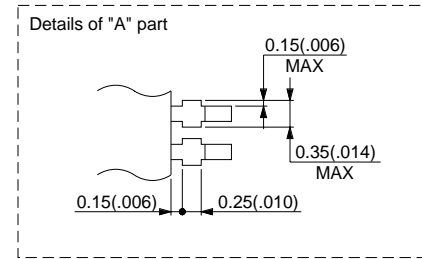 Details of "A" part
0.15(.006)
MAX
0.35(.014)
MAX
0.15(.006)
0.25(.010)